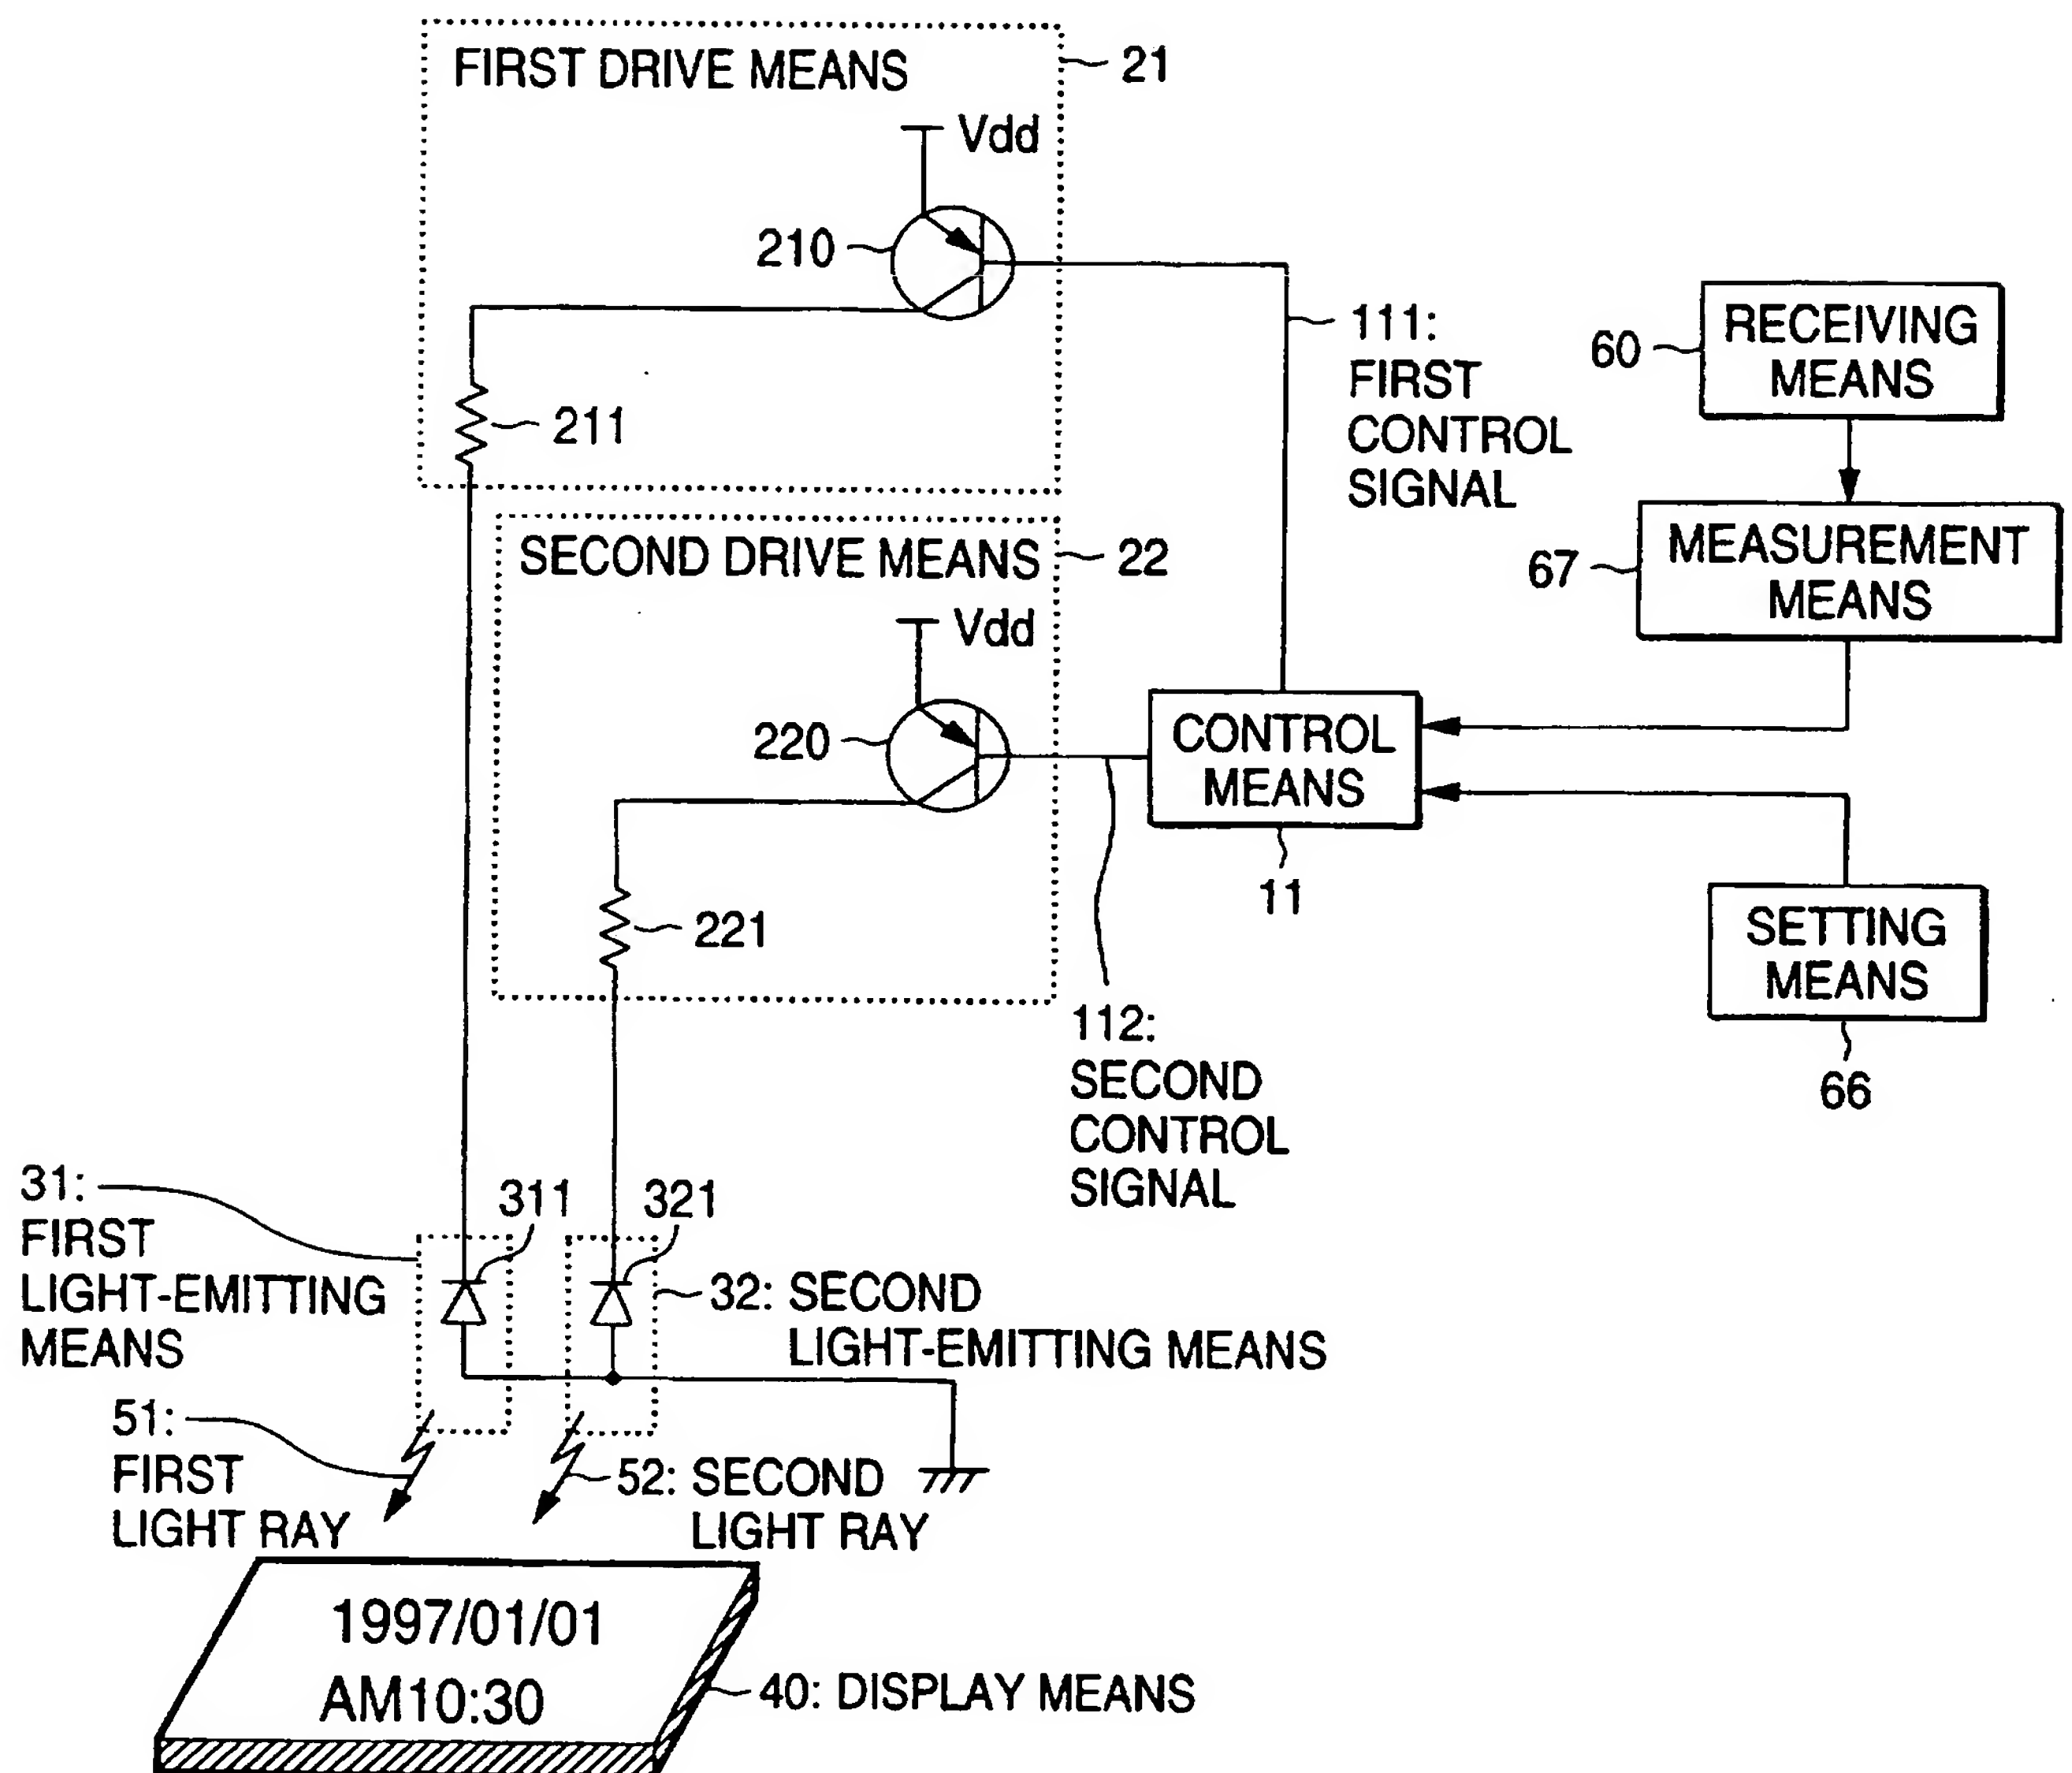 FIRST DRIVE MEANS
21
Vdd
210
211
111:
FIRST
CONTROL
SIGNAL
60
RECEIVING
MEANS
67
MEASUREMENT
MEANS
SECOND DRIVE MEANS
22
Vdd
220
221
CONTROL
MEANS
11
SETTING
MEANS
66
112:
SECOND
CONTROL
SIGNAL
31:
FIRST
LIGHT-EMITTING
MEANS
311
321
32: SECOND
LIGHT-EMITTING MEANS
51:
FIRST
LIGHT RAY
52: SECOND
LIGHT RAY
1997/01/01
AM10:30
40: DISPLAY MEANS